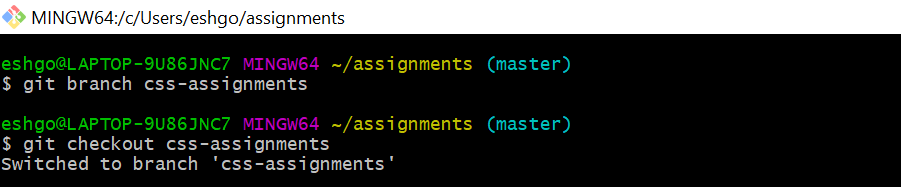 MINGW64:/c/Users/eshgo/assignments
eshgo@LAPTOP-9U86JNC7 MINGW64 ~/assignments (master)
$ git branch css-assignments
eshgo@LAPTOP-9U86JNC7 MINGW64 ~/assignments (master)
$ git checkout css-assignments
Switched to branch 'css-assignments'